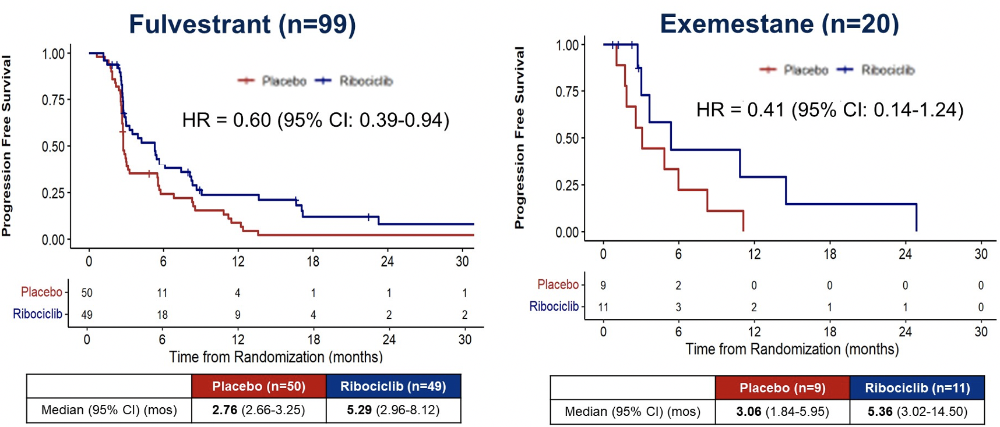 Fulvestrant (n=99)
Progression Free Survival
1.00
0.75
0.50
0.25
0.00
Placebo Ribociclib
HR = 0.60 (95% CI: 0.39-0.94)
0 6 12 18 24 30
Placebo 50 11 4 1 1 1
Ribociclib 49 18 9 4 2 2
0 6 12 18 24 30
Time from Randomization (months)
Placebo (n=50) Ribociclib (n=49)
Median (95% CI) (mos) 2.76 (2.66-3.25) 5.29 (2.96-8.12)
Exemestane (n=20)
Progression Free Survival
1.00
0.75
0.50
0.25
0.00
Placebo Ribociclib
HR = 0.41 (95% CI: 0.14-1.24)
0 6 12 18 24 30
Placebo 9 2 0 0 0 0
Ribociclib 11 3 2 1 1 0
0 6 12 18 24 30
Time from Randomization (months)
Placebo (n=9) Ribociclib (n=11)
Median (95% CI) (mos) 3.06 (1.84-5.95) 5.36 (3.02-14.50)